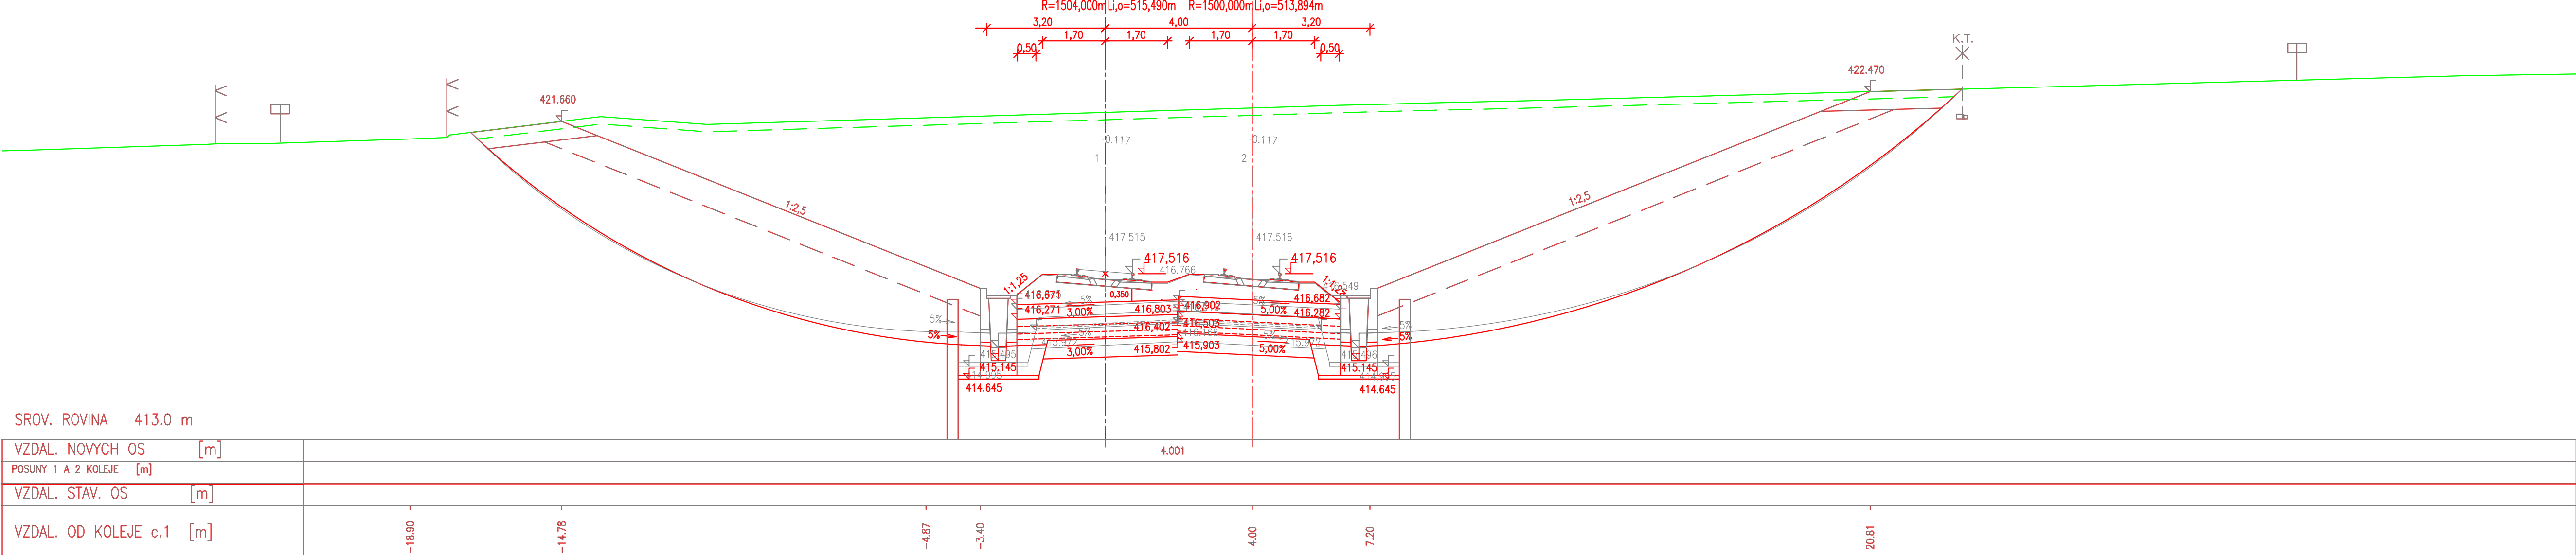 R=1504,000m Li,o=515,490m R=1500,000m Li,o=513,894m
3,20 4,00 3,20
1,70 1,70 1,70 1,70
0,50 0,50
K.T.
422.470
421.660
-0.117 -0.117
1 2
1:2,5 1:2,5
417.515 417.516
417,516 417,516
416.766
1:1,25
416,671 0,350 5% 5% 416,682
416,271 3,00% 416,803 416,902 5,00% 416,282
5% 416,402 416,503 5%
5% 5%
3,00% 415,802 415,903 5,00%
415.145 415.145
414.645 414.645
SROV. ROVINA 413.0 m
VZDAL. NOVYCH OS [m] 4.001
POSUNY 1 A 2 KOLEJE [m]
VZDAL. STAV. OS [m]
VZDAL. OD KOLEJE c.1 [m] -18.90 -14.78 -4.87 -3.40 4.00 7.20 20.81